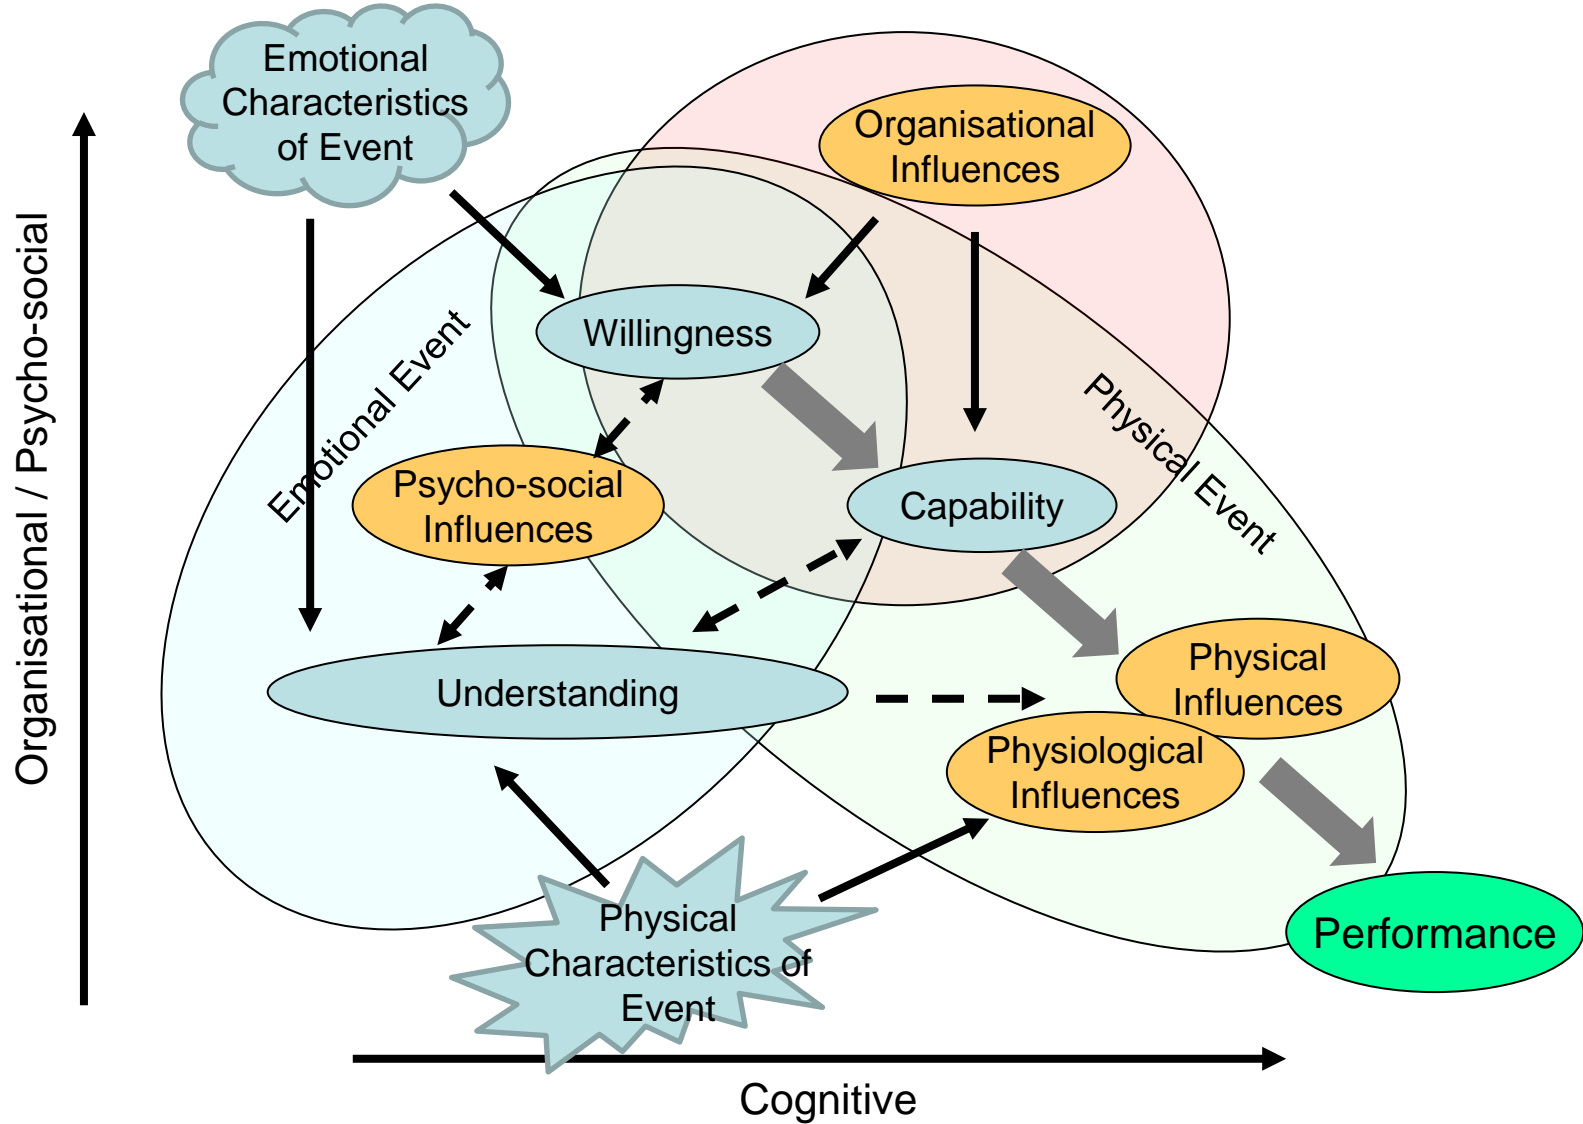 Emotional
Characteristics
of Event
Organisational
Influences
Organisational / Psycho-social
Willingness
Emotional Event
Physical Event
Psycho-social
Influences
Capability
Understanding
Physical
Influences
Physiological
Influences
Physical
Characteristics of
Event
Performance
Cognitive